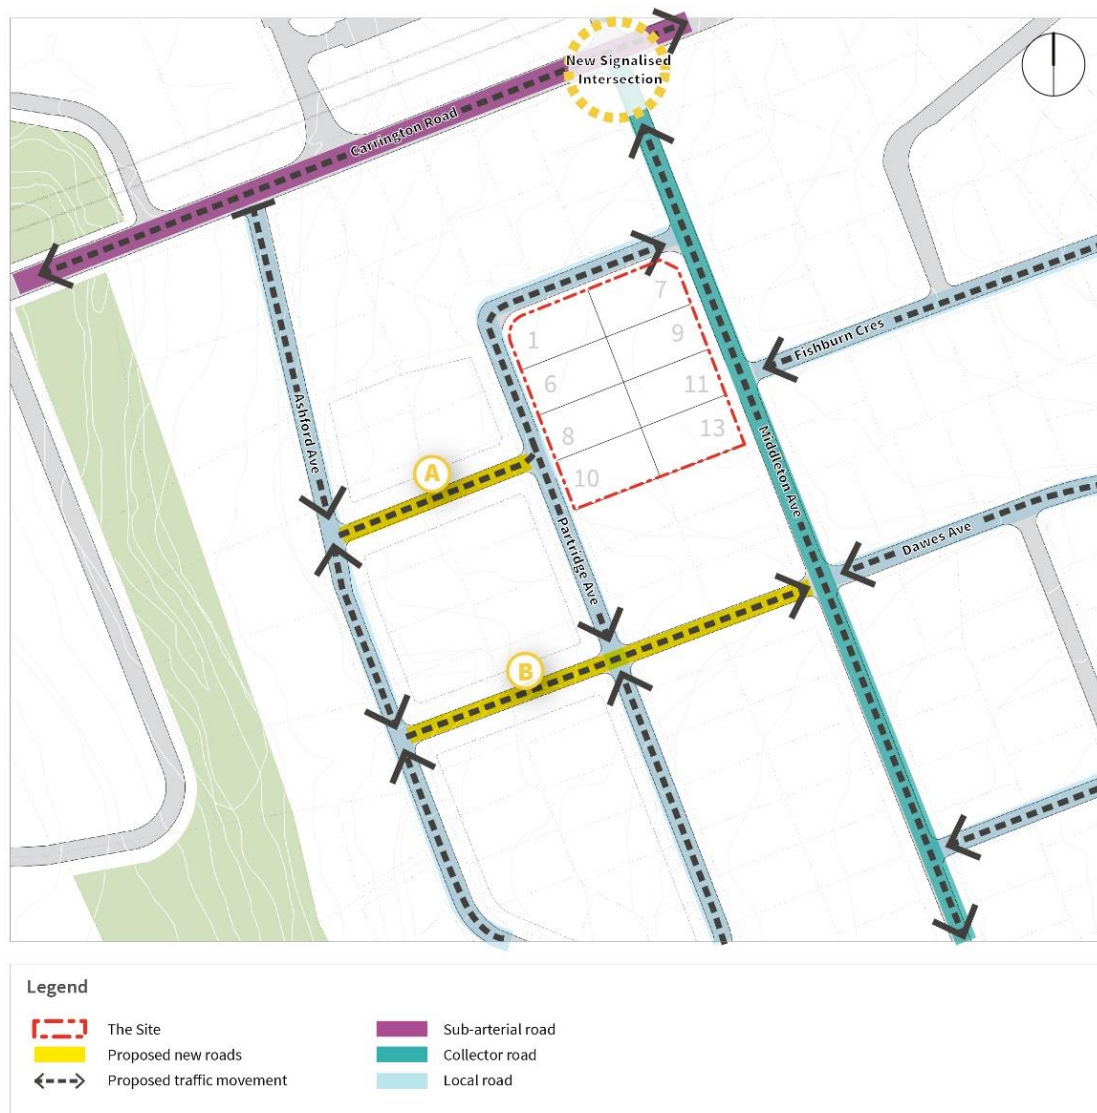 New Signalised
Intersection
Carrington Road
7
1
9
Fishburn Cres
6
11
Ashford Ave
8
13
Middleton Ave
A
10
Partridge Ave
Dawes Ave
B
Legend
The Site
Proposed new roads
Proposed traffic movement
Sub-arterial road
Collector road
Local road